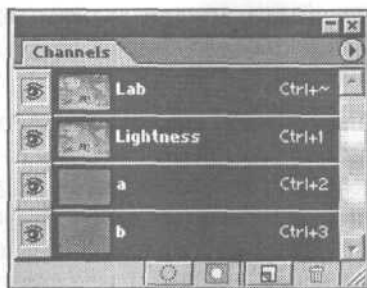 Channels
Lab Ctrl+~
Lightness Ctrl+1
a Ctrl+2
b Ctrl+3